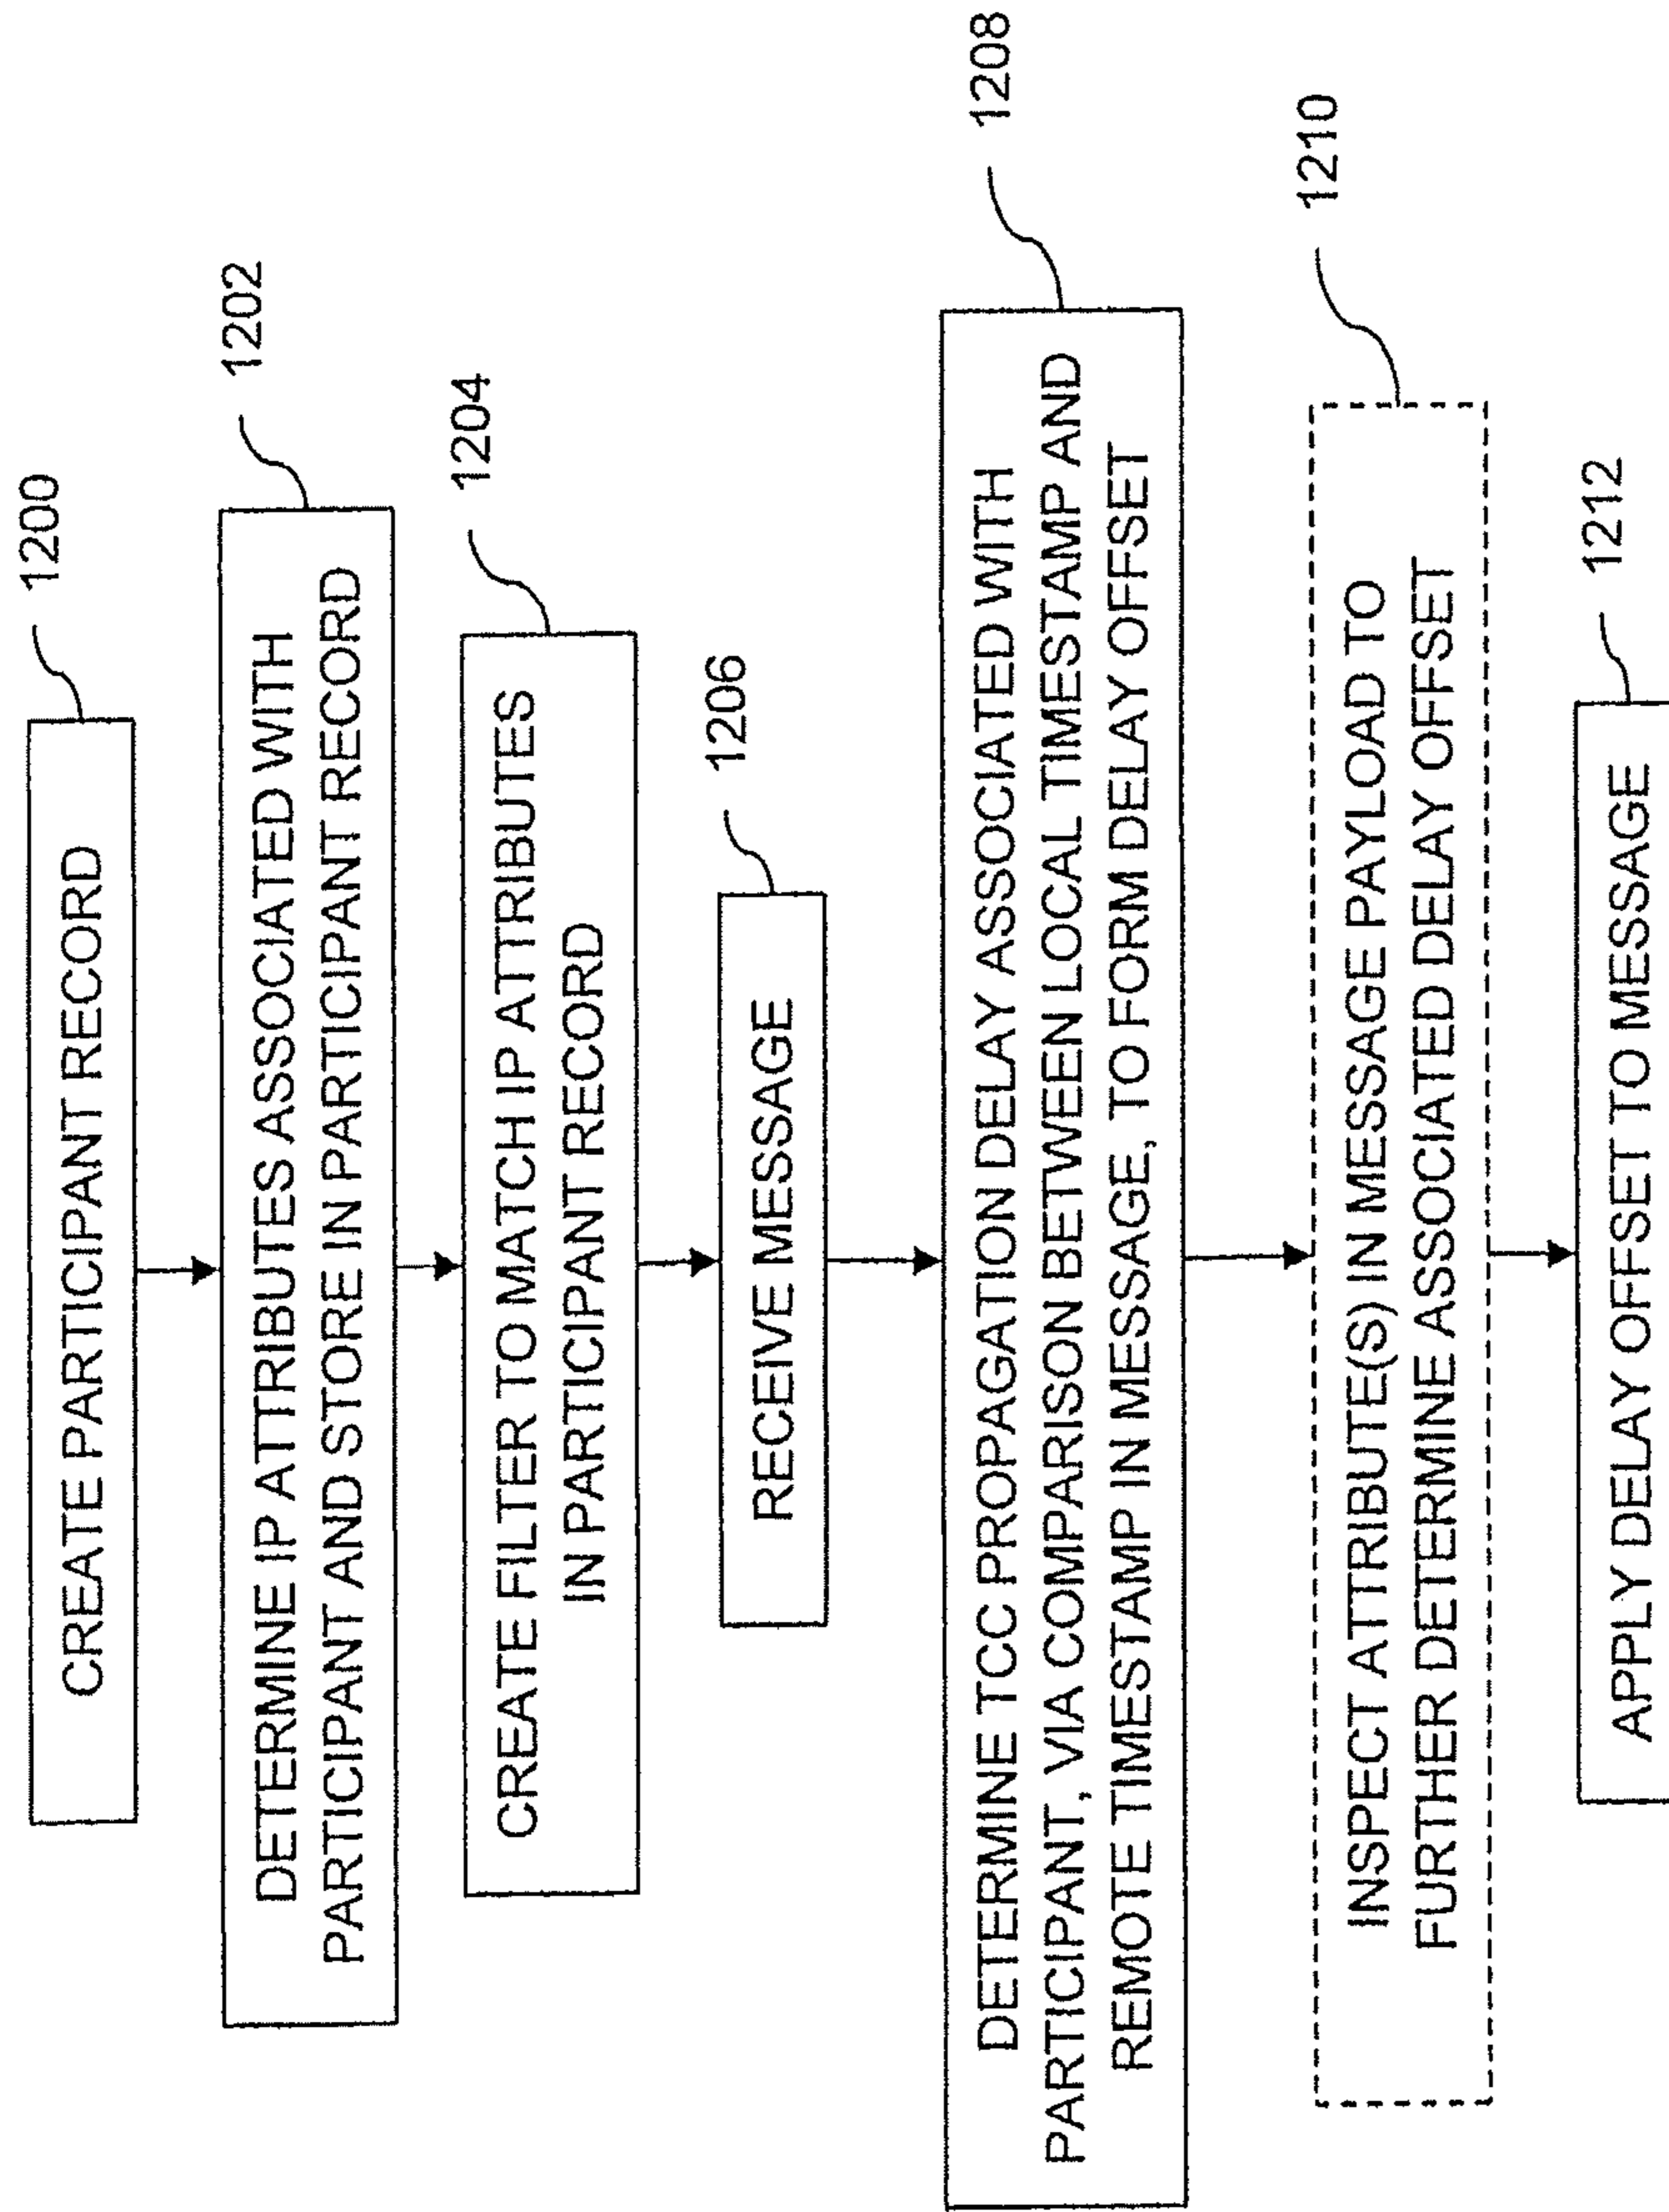 CREATE PARTICIPANT RECORD
1200
DETERMINE IP ATTRIBUTES ASSOCIATED WITH
PARTICIPANT AND STORE IN PARTICIPANT RECORD
1202
CREATE FILTER TO MATCH IP ATTRIBUTES
IN PARTICIPANT RECORD
1204
RECEIVE MESSAGE
1206
DETERMINE TCC PROPAGATION DELAY ASSOCIATED WITH
PARTICIPANT, VIA COMPARISON BETWEEN LOCAL TIMESTAMP AND
REMOTE TIMESTAMP IN MESSAGE, TO FORM DELAY OFFSET
1208
INSPECT ATTRIBUTE(S) IN MESSAGE PAYLOAD TO
FURTHER DETERMINE ASSOCIATED DELAY OFFSET
1210
APPLY DELAY OFFSET TO MESSAGE
1212